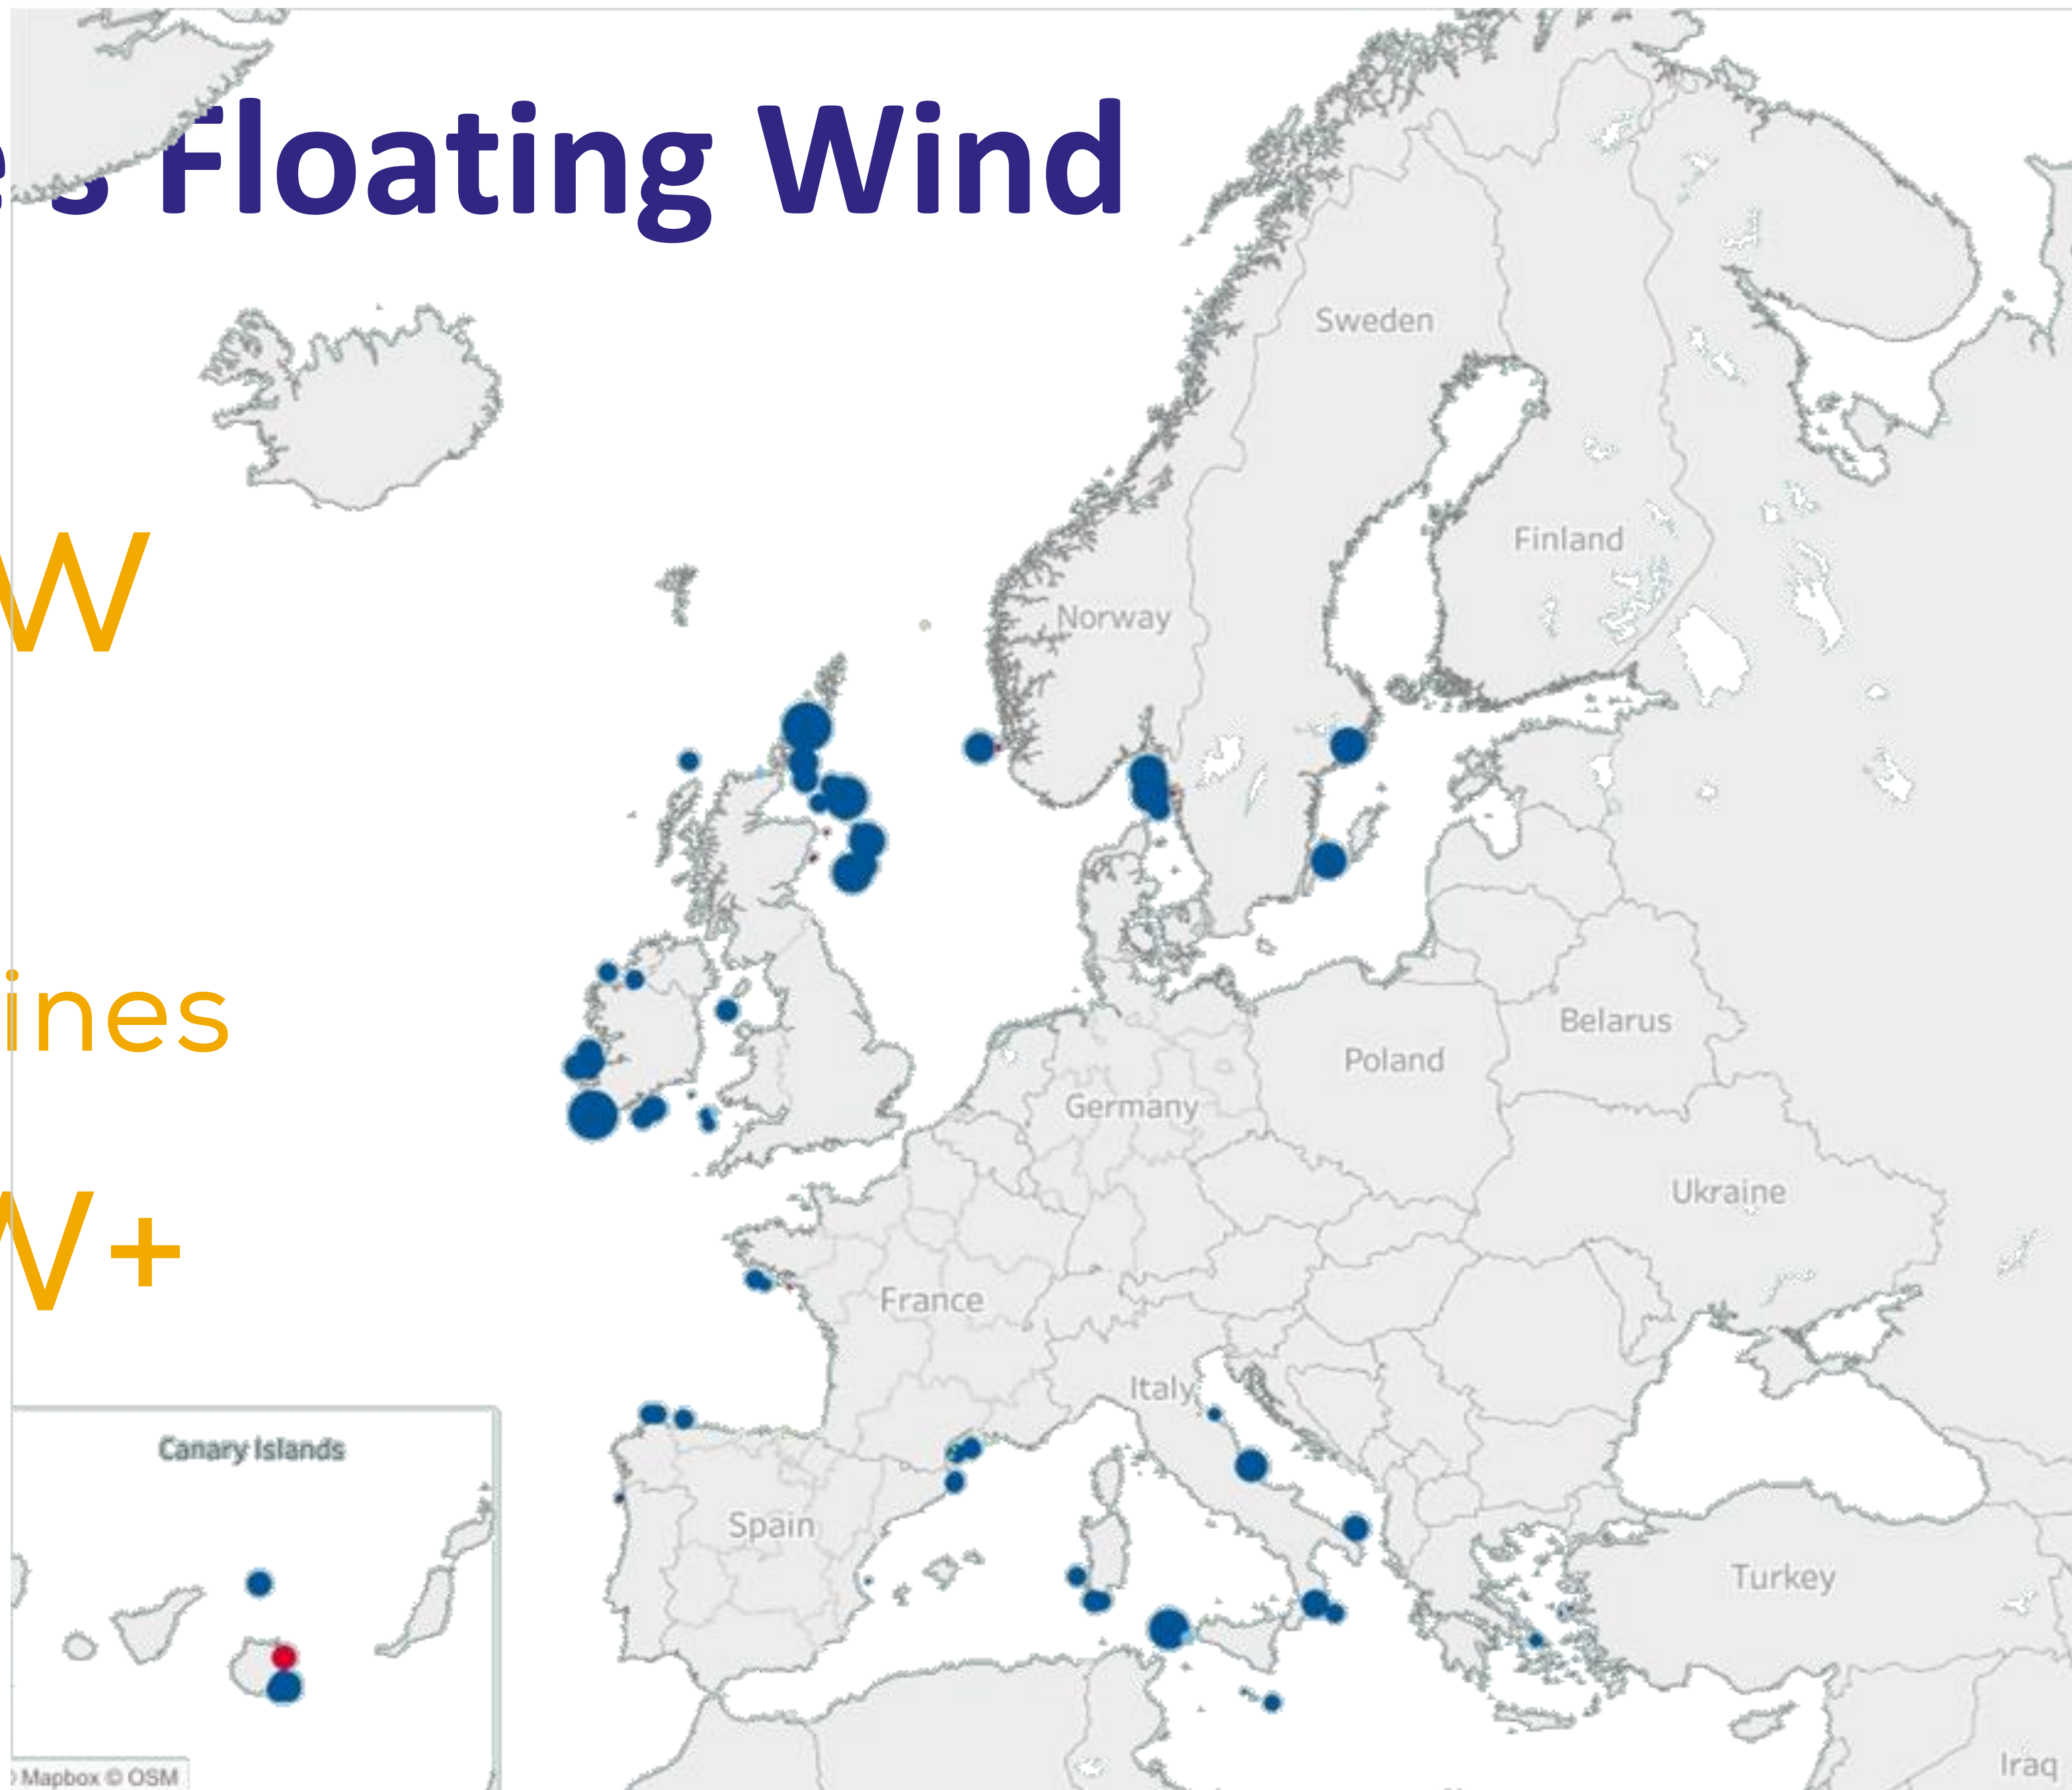 e's Floating Wind
Sweden
Finland
W
Norway
ines
Belarus
Poland
Germany
Ukraine
V+
France
Italy
Canary Islands
Spain
Turkey
Iraq
Mapbox © OSM